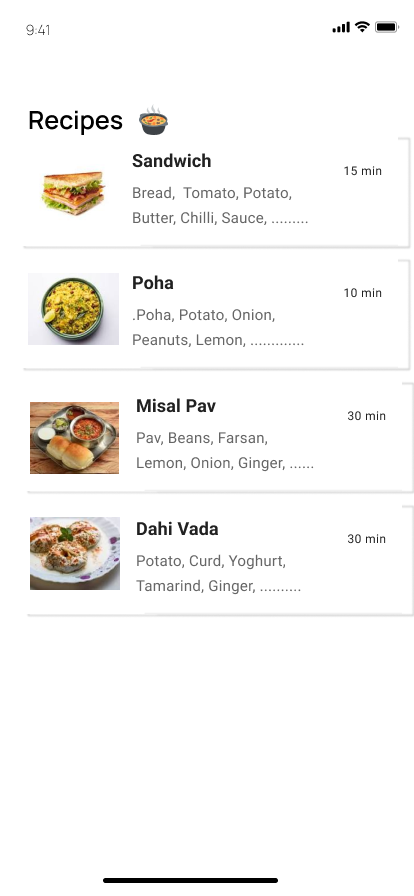 9:41
Recipes
Sandwich
15 min
Bread, Tomato, Potato,
Butter, Chilli, Sauce, .........
Poha
10 min
.Poha, Potato, Onion,
Peanuts, Lemon, .............
Misal Pav
30 min
Pav, Beans, Farsan,
Lemon, Onion, Ginger, ......
Dahi Vada
30 min
Potato, Curd, Yoghurt,
Tamarind, Ginger, ..........